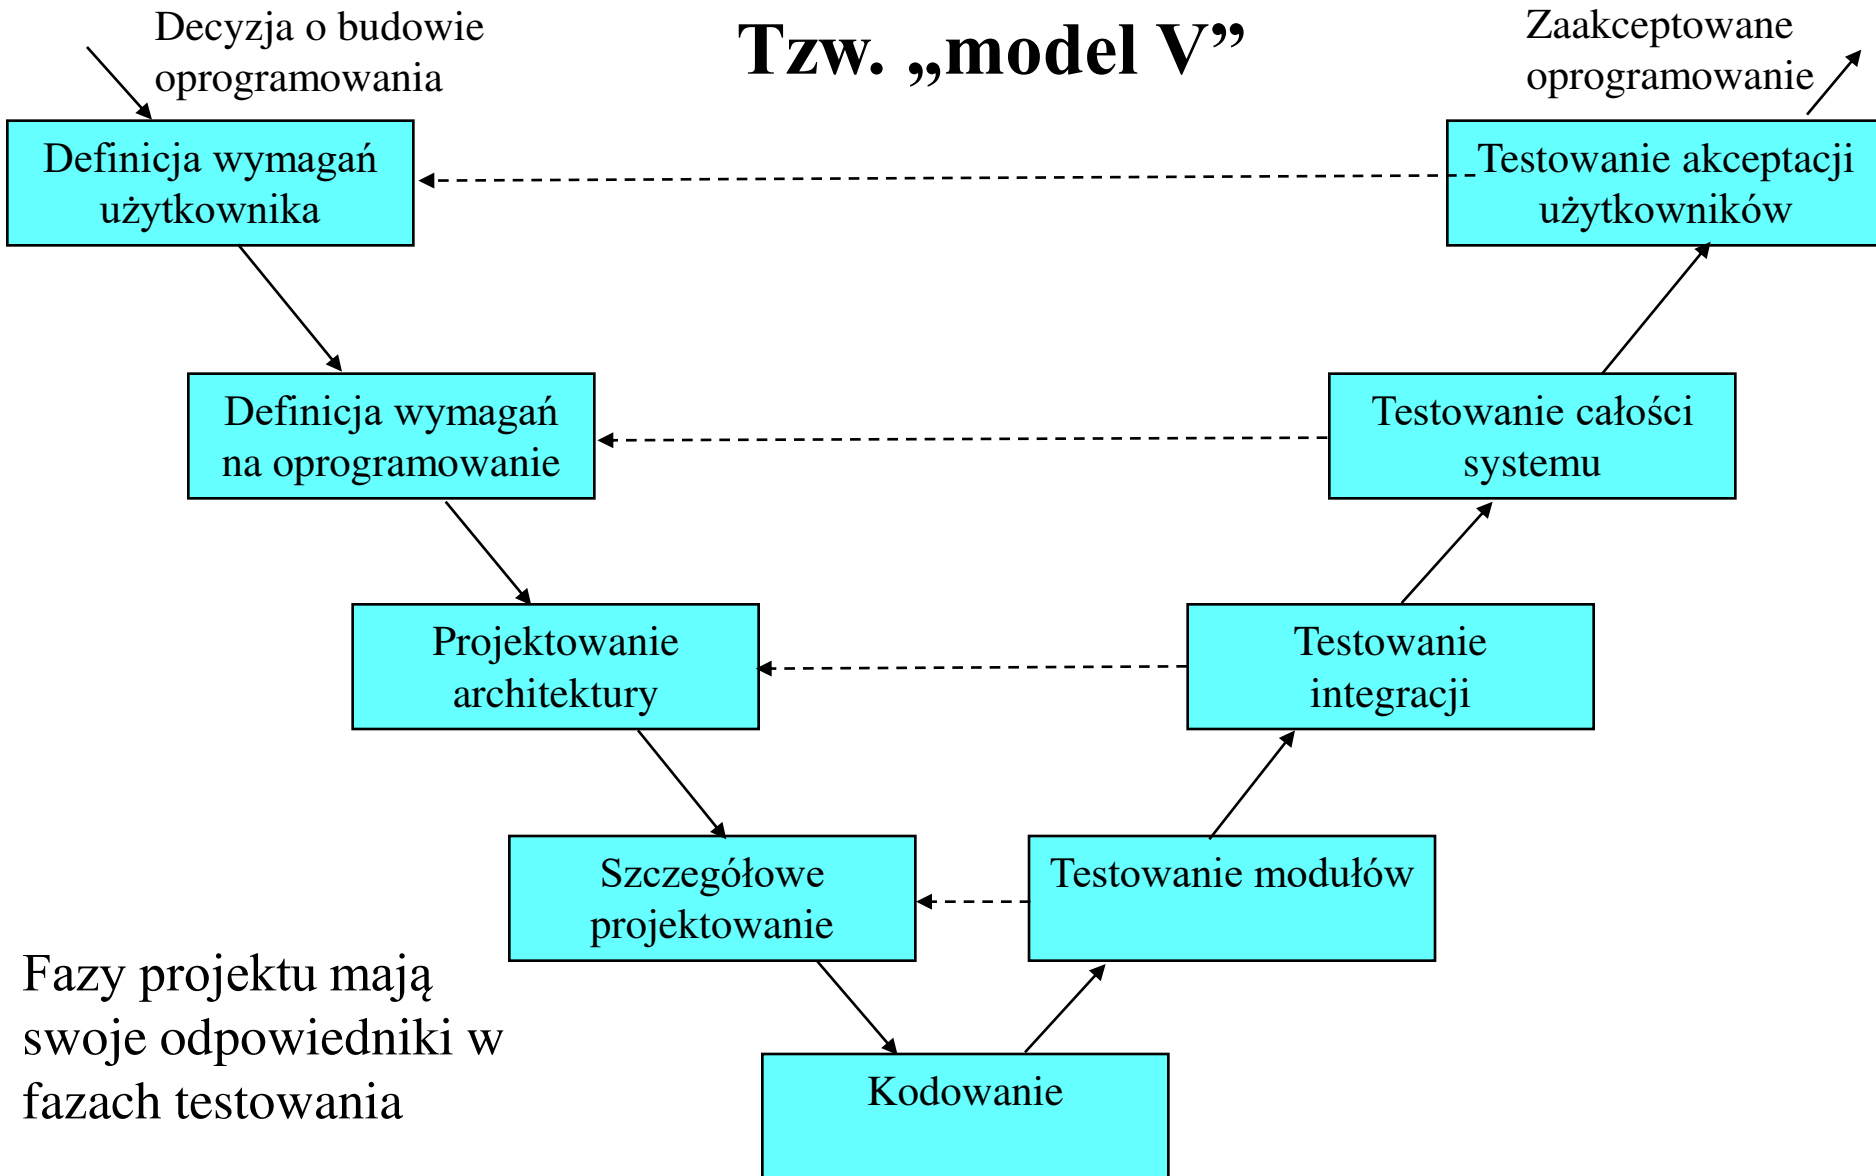 Decyzja o budowie
oprogramowania
Tzw. „model V”
Zaakceptowane
oprogramowanie
Definicja wymagań
użytkownika
Testowanie akceptacji
użytkowników
Definicja wymagań
na oprogramowanie
Testowanie całości
systemu
Projektowanie
architektury
Testowanie
integracji
Szczegółowe
projektowanie
Testowanie modułów
Fazy projektu mają
swoje odpowiedniki w
fazach testowania
Kodowanie